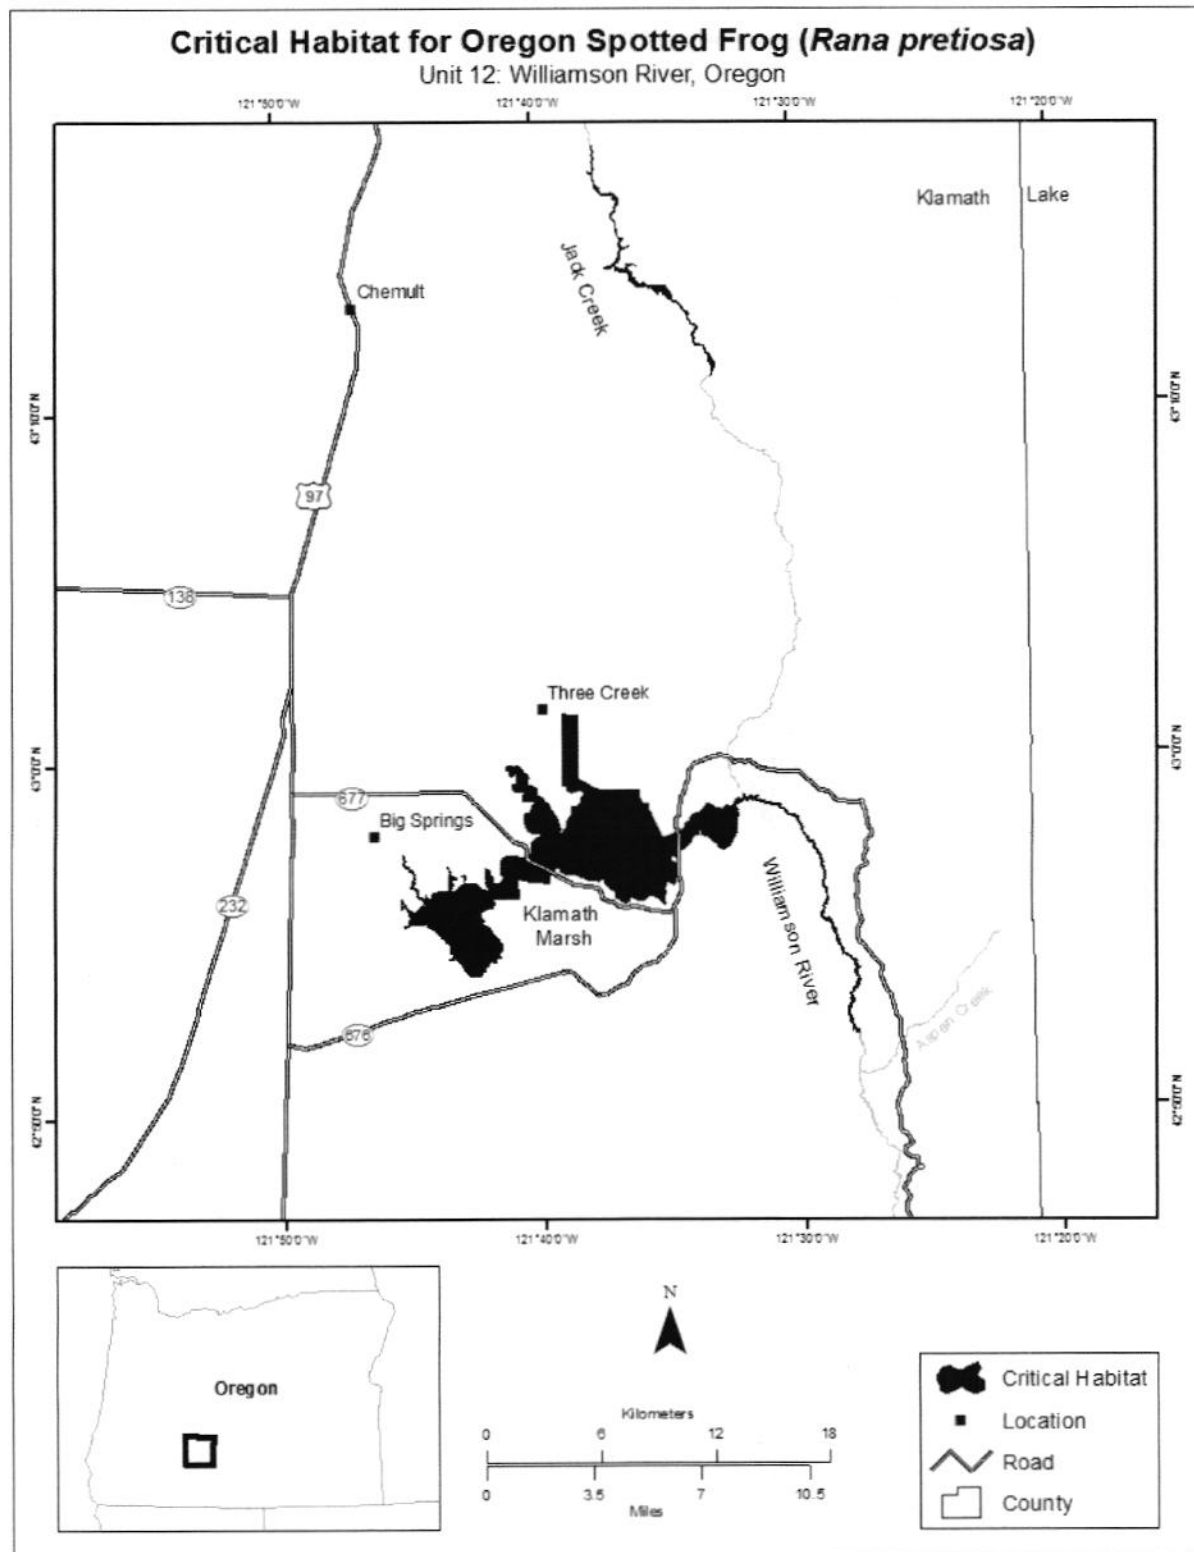 Critical Habitat for Oregon Spotted Frog (Rana pretiosa)
Unit 12: Williamson River, Oregon
121°50'0"W
121°40'0"W
121°30'0"W
121°20'0"W
Klamath
Lake
Jack Creek
Chemult
43°10'0"N
43°10'0"N
97
138
Three Creek
43°0'0"N
43°0'0"N
677
Big Springs
232
Klamath
Marsh
Williamson River
Aspen Creek
676
42°50'0"N
42°50'0"N
121°50'0"W
121°40'0"W
121°30'0"W
121°20'0"W
Oregon
N
Kilometers
0 6 12 18
0 3.5 7 10.5
Miles
Critical Habitat
Location
Road
County